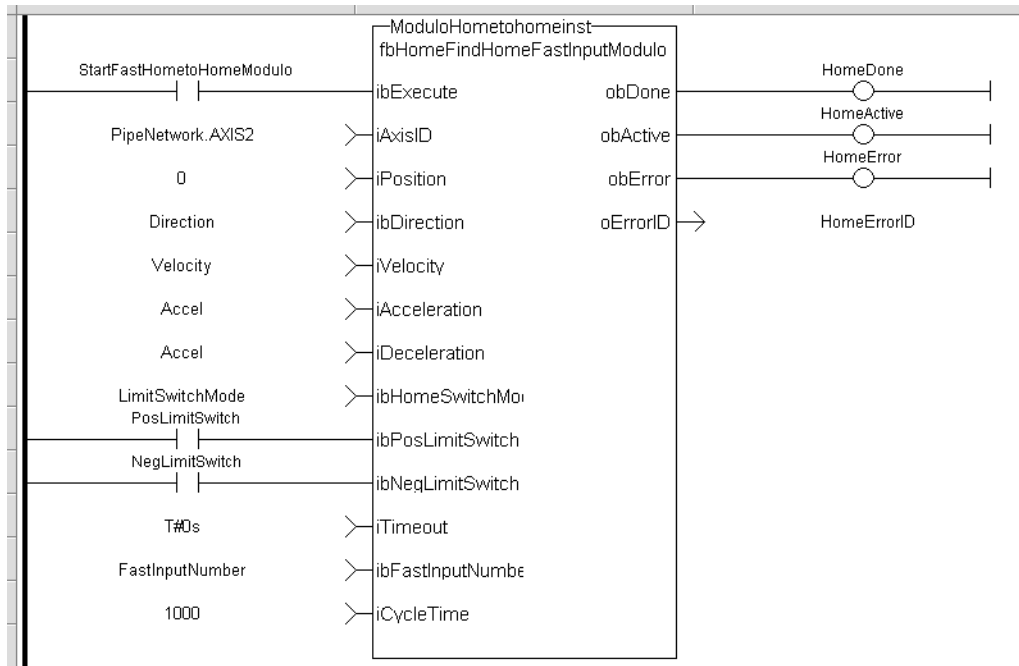 ModuloHometohomeinst
fbHomeFindHomeFastInputModulo
StartFastHometoHomeModulo
ibExecute
obDone
HomeDone
PipeNetwork.AXIS2
iAxisID
obActive
HomeActive
0
iPosition
obError
HomeError
Direction
ibDirection
oErrorID
HomeErrorID
Velocity
iVelocity
Accel
iAcceleration
Accel
iDeceleration
LimitSwitchMode
ibHomeSwitchMo
PosLimitSwitch
ibPosLimitSwitch
NegLimitSwitch
ibNegLimitSwitch
T#0s
iTimeout
FastInputNumber
ibFastInputNumbe
1000
iCycleTime